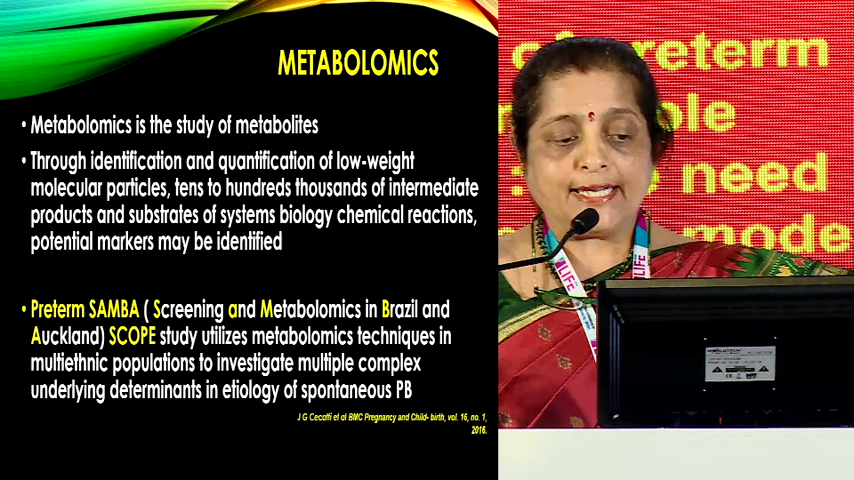 METABOLOMICS
• Metabolomics is the study of metabolites
• Through identification and quantification of low-weight
molecular particles, tens to hundreds thousands of intermediate
products and substrates of systems biology chemical reactions,
potential markers may be identified
• Preterm SAMBA ( Screening and Metabolomics in Brazil and
Auckland) SCOPE study utilizes metabolomics techniques in
multiethnic populations to investigate multiple complex
underlying determinants in etiology of spontaneous PB
J G Cecatti et al BMC Pregnancy and Child- birth, vol. 16, no. 1,
2016.
preterm
need
mode
LIFE
LIFE